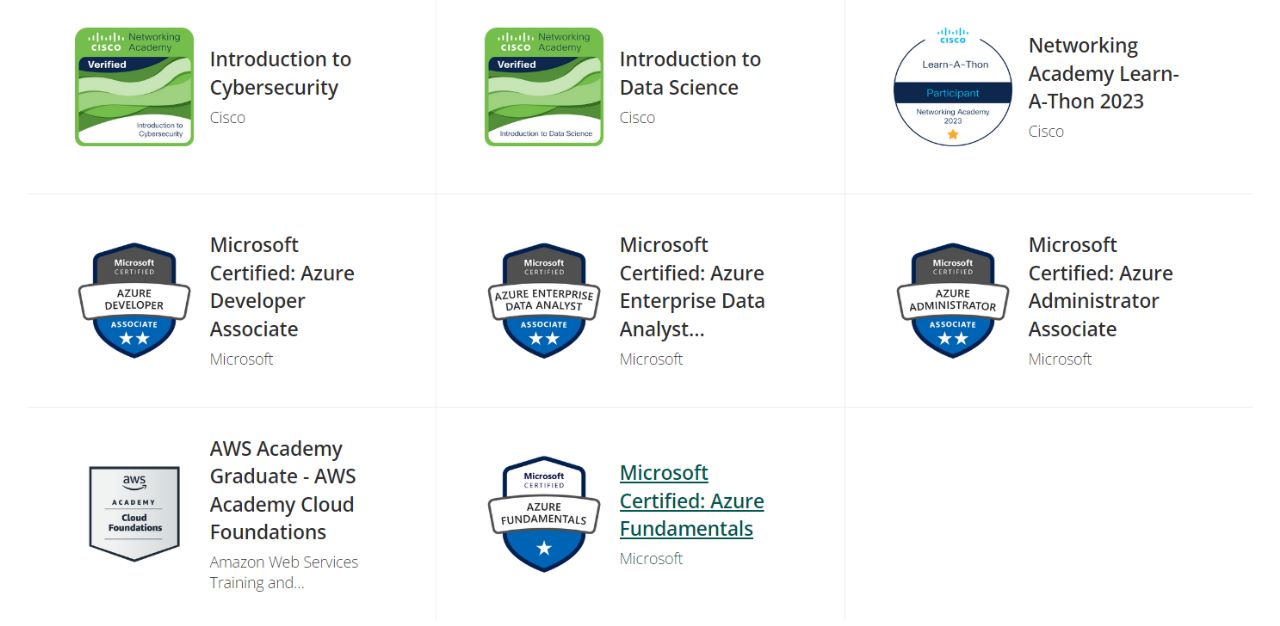 CISCO
Networking
Academy
Verified
Introduction to
Cybersecurity
Introduction to
Cybersecurity
Cisco
CISCO
Networking
Academy
Verified
Introduction to Data Science
Introduction to
Data Science
Cisco
CISCO
Learn-A-Thon
Participant
Networking Academy
2023
Networking
Academy Learn-
A-Thon 2023
Cisco
Microsoft
CERTIFIED
AZURE
DEVELOPER
ASSOCIATE
Microsoft
Certified: Azure
Developer
Associate
Microsoft
Microsoft
CERTIFIED
AZURE ENTERPRISE
DATA ANALYST
ASSOCIATE
Microsoft
Certified: Azure
Enterprise Data
Analyst...
Microsoft
Microsoft
CERTIFIED
AZURE
ADMINISTRATOR
ASSOCIATE
Microsoft
Certified: Azure
Administrator
Associate
Microsoft
aws
ACADEMY
Cloud
Foundations
AWS Academy
Graduate - AWS
Academy Cloud
Foundations
Amazon Web Services
Training and...
Microsoft
CERTIFIED
AZURE
FUNDAMENTALS
Microsoft
Certified: Azure
Fundamentals
Microsoft